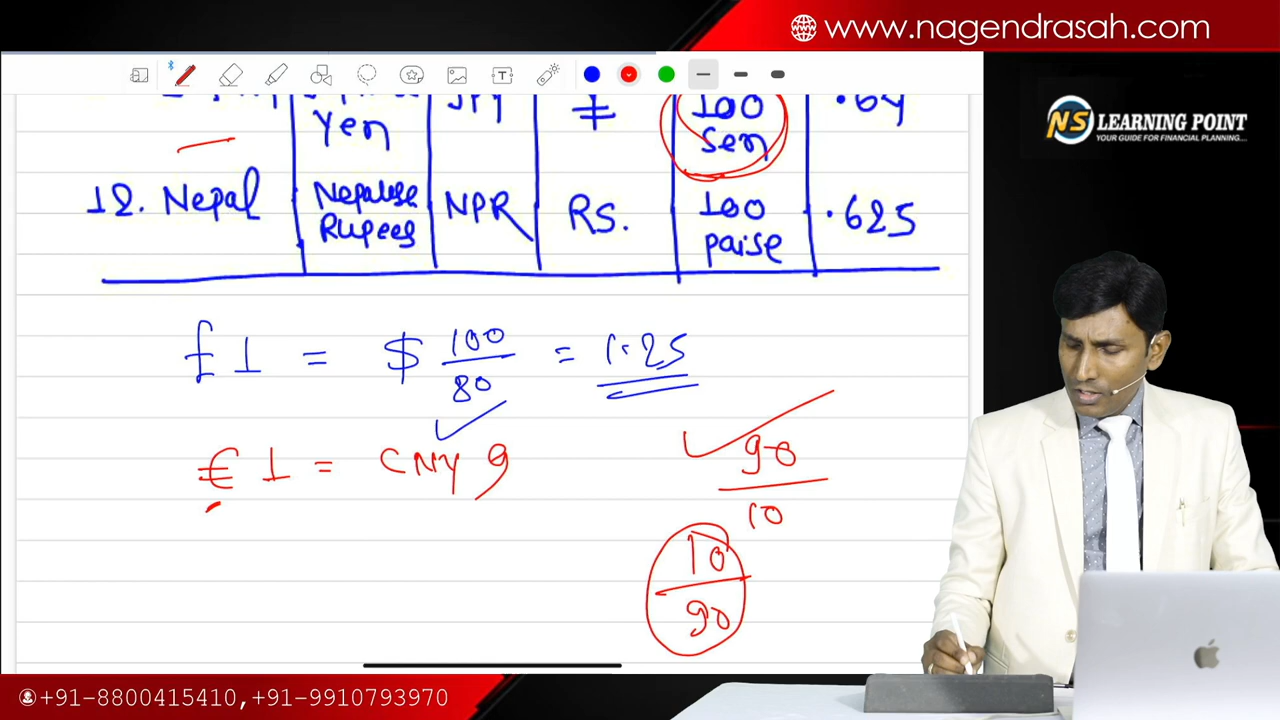 www.nagendrasah.com
T
NS LEARNING POINT
YOUR GUIDE FOR FINANCIAL PLANNING....
Yen JPY 100 .64
sen
12. Nepal Nepalese NPR RS. 100 .625
Rupees paise
£ 1 = $ 100/80 = 1.25
€ 1 = CNY 9
90/10
10/90
+91-8800415410,+91-9910793970